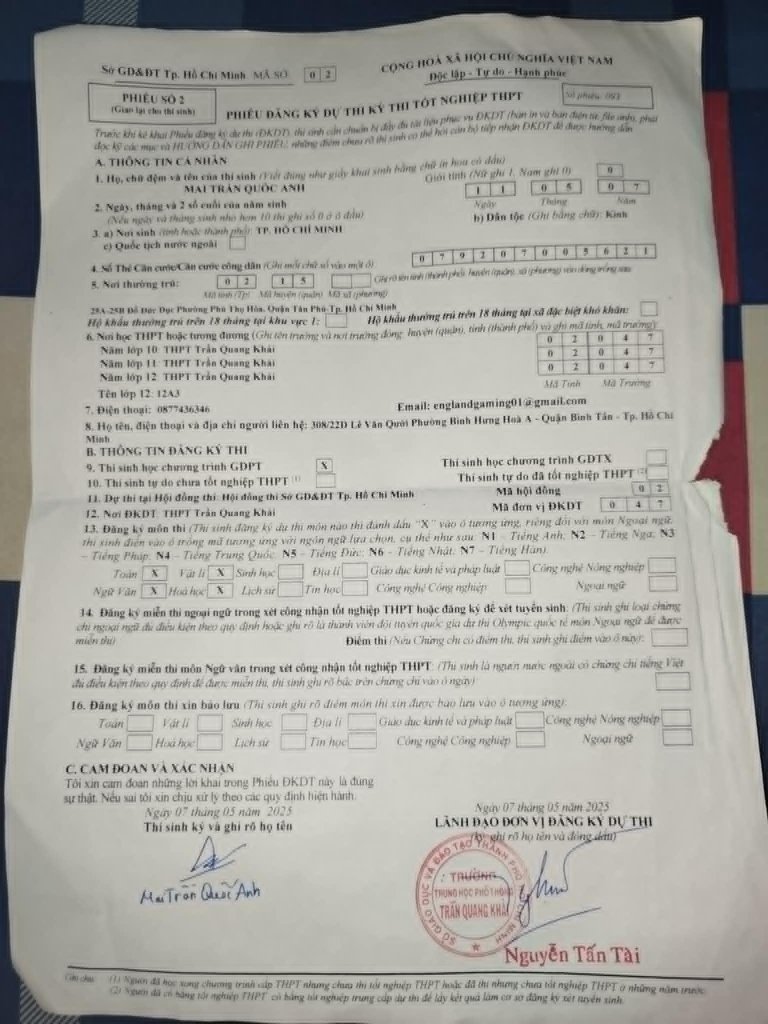 Sở GD&ĐT Tp. Hồ Chí Minh MÃ SỞ 0 2
CỘNG HOÀ XÃ HỘI CHỦ NGHĨA VIỆT NAM
Độc lập - Tự do - Hạnh phúc
PHIẾU SỐ 2
(Giao lại cho thí sinh)
Số phiếu: 003
PHIẾU ĐĂNG KÝ DỰ THI KỲ THI TỐT NGHIỆP THPT
Trước khi kê khai Phiếu đăng ký dự thi (ĐKDT), thí sinh cần chuẩn bị đầy đủ tài liệu phục vụ ĐKDT (bản in và bản điện tử, file ảnh, phải
đọc kỹ các mục và HƯỚNG DẪN GHI PHIẾU, những điểm chưa rõ thí sinh có thể hỏi cán bộ tiếp nhận ĐKDT để được hướng dẫn
A. THÔNG TIN CÁ NHÂN
1. Họ, chữ đệm và tên của thí sinh (Viết đúng như giấy khai sinh bằng chữ in hoa có dấu)
MAI TRẦN QUỐC ANH Giới tính (Nữ ghi 1, Nam ghi 0) 0
2. Ngày, tháng và 2 số cuối của năm sinh 1 1 0 5 0 7
(Nếu ngày và tháng sinh nhỏ hơn 10 thì ghi số 0 ở ô đầu) Ngày Tháng Năm
3. a) Nơi sinh (tỉnh hoặc thành phố): TP. HỒ CHÍ MINH b) Dân tộc (Ghi bằng chữ): Kinh
c) Quốc tịch nước ngoài
4. Số Thẻ Căn cước/Căn cước công dân (Ghi mỗi chữ số vào một ô) 0 7 9 2 0 7 0 0 5 6 2 1
5. Nơi thường trú: 0 2 1 5 Ghi rõ tên tỉnh (thành phố), huyện (quận), xã (phường) vào dòng trống sau:
Mã tỉnh (Tp) Mã huyện (quận) Mã xã (phường)
25A-25B Đỗ Đức Dục Phường Phú Thọ Hòa, Quận Tân Phú Tp. Hồ Chí Minh
Hộ khẩu thường trú trên 18 tháng tại khu vực 1: Hộ khẩu thường trú trên 18 tháng tại xã đặc biệt khó khăn:
6. Nơi học THPT hoặc tương đương (Ghi tên trường và nơi trường đóng: huyện (quận), tỉnh (thành phố) và ghi mã tỉnh, mã trường)
Năm lớp 10 THPT Trần Quang Khải 0 2 0 4 7
Năm lớp 11 THPT Trần Quang Khải 0 2 0 4 7
Năm lớp 12 THPT Trần Quang Khải 0 2 0 4 7
Mã Tỉnh Mã Trường
Tên lớp 12: 12A3
7. Điện thoại: 0877436346 Email: englandgaming01@gmail.com
8. Họ tên, điện thoại và địa chỉ người liên hệ: 308/22D Lê Văn Quới Phường Bình Hưng Hoà A - Quận Bình Tân - Tp. Hồ Chí
Minh
B. THÔNG TIN ĐĂNG KÝ THI
9. Thí sinh học chương trình GDPT X Thí sinh học chương trình GDTX
10. Thí sinh tự do chưa tốt nghiệp THPT (1) Thí sinh tự do đã tốt nghiệp THPT (2)
11. Dự thi tại Hội đồng thi: Hội đồng thi Sở GD&ĐT Tp. Hồ Chí Minh Mã hội đồng 0 2
12. Nơi ĐKDT: THPT Trần Quang Khải Mã đơn vị ĐKDT 0 4 7
13. Đăng ký môn thi (Thí sinh đăng ký dự thi môn nào thì đánh dấu "X" vào ô tương ứng, riêng đối với môn Ngoại ngữ,
thí sinh điền vào ô trống mã tương ứng với ngôn ngữ lựa chọn, cụ thể như sau: N1 – Tiếng Anh; N2 – Tiếng Nga; N3
– Tiếng Pháp; N4 – Tiếng Trung Quốc; N5 – Tiếng Đức; N6 - Tiếng Nhật; N7 – Tiếng Hàn).
Toán X Vật lí X Sinh học Địa lí Giáo dục kinh tế và pháp luật Công nghệ Nông nghiệp
Ngữ Văn X Hoá học X Lịch sử Tin học Công nghệ Công nghiệp Ngoại ngữ
14. Đăng ký miễn thi ngoại ngữ trong xét công nhận tốt nghiệp THPT hoặc đăng ký để xét tuyển sinh: (Thí sinh ghi loại chứng
chỉ ngoại ngữ đủ điều kiện theo quy định hoặc ghi rõ là thành viên đội tuyển quốc gia dự thi Olympic quốc tế môn Ngoại ngữ để được
miễn thi) Điểm thi (Nếu Chứng chỉ có điểm thi, thí sinh ghi điểm vào ô này):
15. Đăng ký miễn thi môn Ngữ văn trong xét công nhận tốt nghiệp THPT: (Thí sinh là người nước ngoài có chứng chỉ tiếng Việt
đủ điều kiện theo quy định để được miễn thi, thí sinh ghi rõ bậc trên chứng chỉ vào ô này):
16. Đăng ký môn thi xin bảo lưu (Thí sinh ghi rõ điểm môn thi xin được bảo lưu vào ô tương ứng):
Toán Vật lí Sinh học Địa lí Giáo dục kinh tế và pháp luật Công nghệ Nông nghiệp
Ngữ Văn Hoá học Lịch sử Tin học Công nghệ Công nghiệp Ngoại ngữ
C. CAM ĐOAN VÀ XÁC NHẬN
Tôi xin cam đoan những lời khai trong Phiếu ĐKDT này là đúng
sự thật. Nếu sai tôi xin chịu xử lý theo các quy định hiện hành.
Ngày 07 tháng 05 năm 2025
Thí sinh ký và ghi rõ họ tên
Mai Trần Quốc Anh
Ngày 07 tháng 05 năm 2025
LÃNH ĐẠO ĐƠN VỊ ĐĂNG KÝ DỰ THI
(ký, ghi rõ họ tên và đóng dấu)
SỞ GIÁO DỤC VÀ ĐÀO TẠO THÀNH PHỐ HỒ CHÍ MINH
TRƯỜNG
TRUNG HỌC PHỔ THÔNG
TRẦN QUANG KHẢI
Nguyễn Tấn Tài
Ghi chú: (1) Người đã học xong chương trình cấp THPT nhưng chưa thi tốt nghiệp THPT hoặc đã thi nhưng chưa tốt nghiệp THPT ở những năm trước.
(2) Người đã có bằng tốt nghiệp THPT, có bằng tốt nghiệp trung cấp dự thi để lấy kết quả làm cơ sở đăng ký xét tuyển sinh.